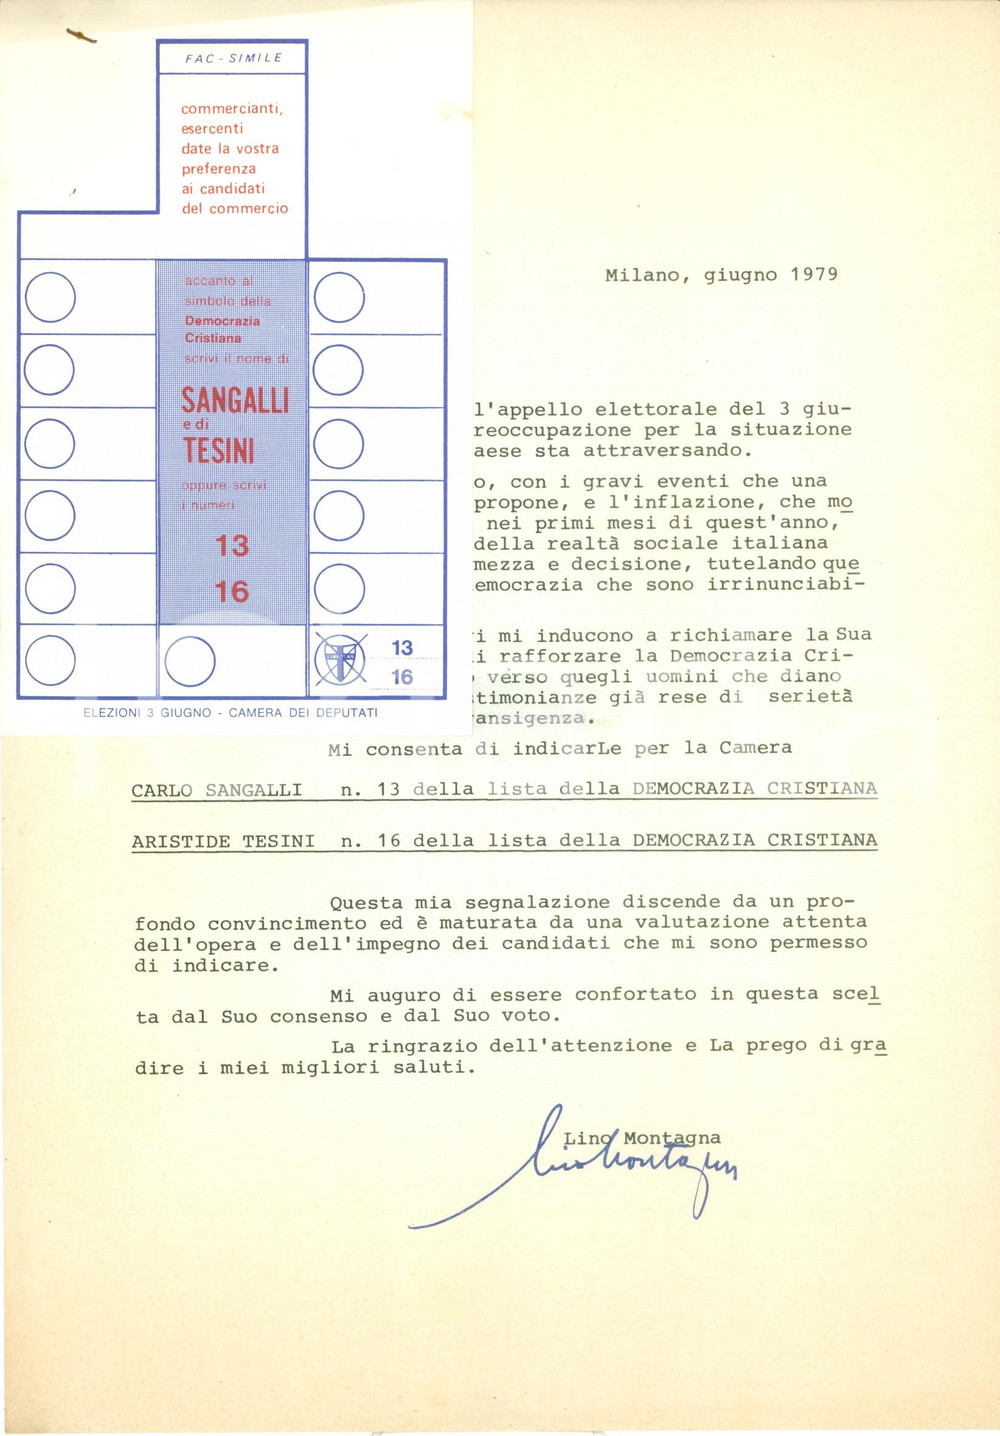 FAC - SIMILE
commercianti,
esercenti
date la vostra
preferenza
ai candidati
del commercio
accanto al
simbolo della
Democrazia
Cristiana
scrivi il nome di
SANGALLI
e di
TESINI
oppure scrivi
i numeri
13
16
13
16
ELEZIONI 3 GIUGNO - CAMERA DEI DEPUTATI
Milano, giugno 1979
l'appello elettorale del 3 giu-
reoccupazione per la situazione
aese sta attraversando.
o, con i gravi eventi che una
propone, e l'inflazione, che mo
nei primi mesi di quest'anno,
della realtà sociale italiana
mezza e decisione, tutelando que
emocrazia che sono irrinunciabi-
i mi inducono a richiamare la Sua
i rafforzare la Democrazia Cri-
verso quegli uomini che diano
timonianze già rese di serietà
ansigenza.
Mi consenta di indicarLe per la Camera
CARLO SANGALLI n. 13 della lista della DEMOCRAZIA CRISTIANA
ARISTIDE TESINI n. 16 della lista della DEMOCRAZIA CRISTIANA
Questa mia segnalazione discende da un pro-
fondo convincimento ed è maturata da una valutazione attenta
dell'opera e dell'impegno dei candidati che mi sono permesso
di indicare.
Mi auguro di essere confortato in questa scel
ta dal Suo consenso e dal Suo voto.
La ringrazio dell'attenzione e La prego di gra
dire i miei migliori saluti.
Lino Montagna
Lino Montagna